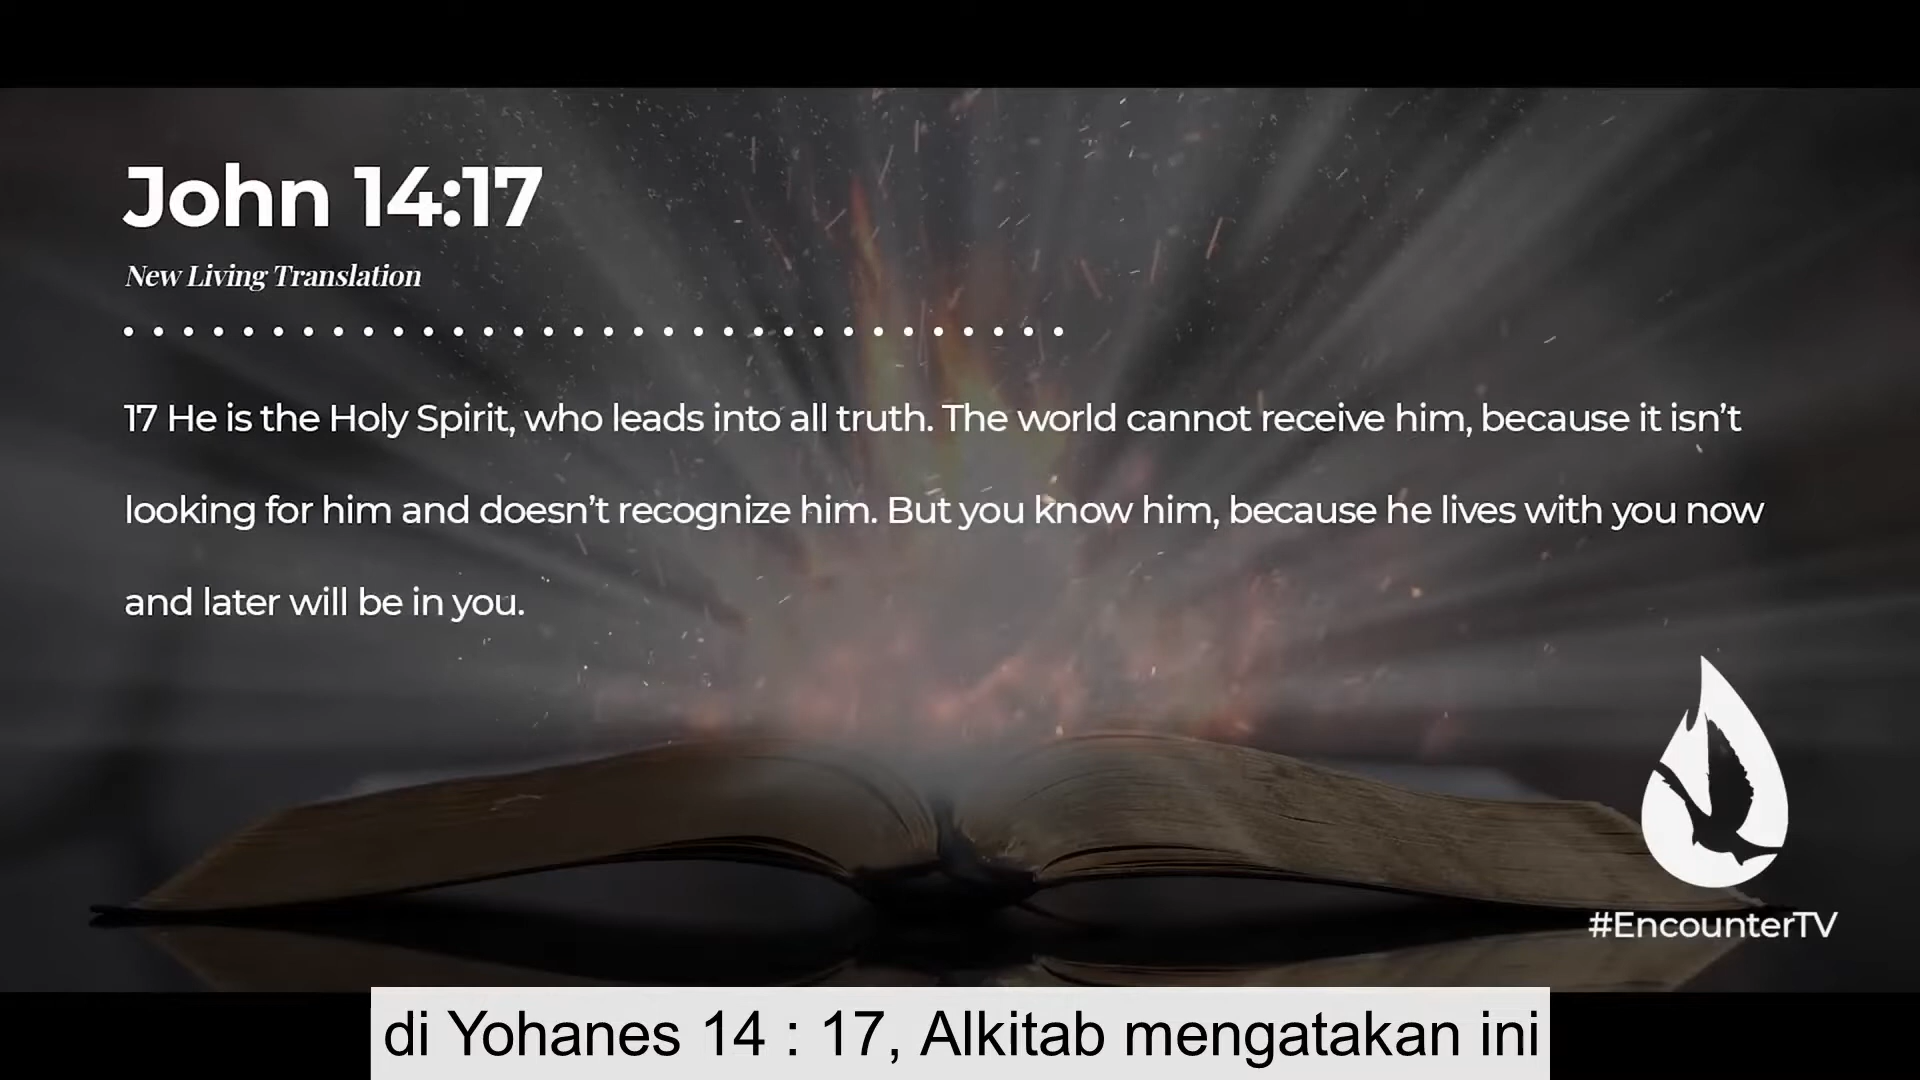 John 14:17
New Living Translation
17 He is the Holy Spirit, who leads into all truth. The world cannot receive him, because it isn’t
looking for him and doesn’t recognize him. But you know him, because he lives with you now
and later will be in you.
#EncounterTV
di Yohanes 14 : 17, Alkitab mengatakan ini